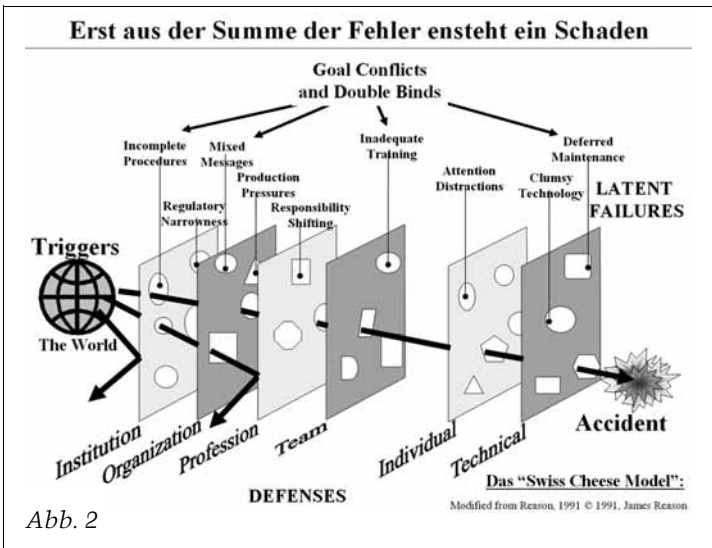 Erst aus der Summe der Fehler ensteht ein Schaden
Goal Conflicts
and Double Binds
Incomplete
Procedures
Mixed
Messages
Inadequate
Training
Deferred
Maintenance
Regulatory
Narrowness
Production
Pressures
Responsibility
Shifting
Attention
Distractions
Clumsy
Technology
LATENT
FAILURES
Triggers
The World
Institution
Organization
Profession
Team
Individual
Technical
Accident
DEFENSES
Das "Swiss Cheese Model":
Modified from Reason, 1991 © 1991, James Reason
Abb. 2